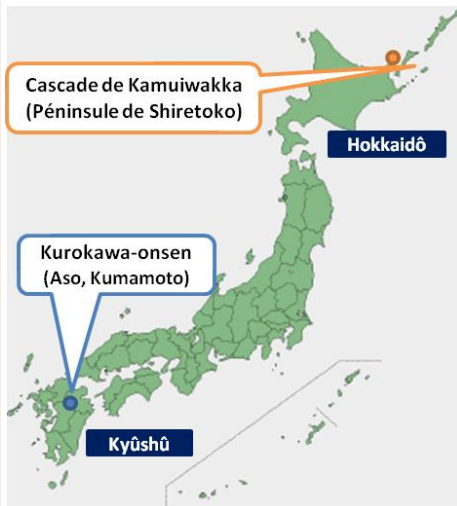 Cascade de Kamuiwakka
(Péninsule de Shiretoko)
Hokkaidô
Kurokawa-onsen
(Aso, Kumamoto)
Kyûshû